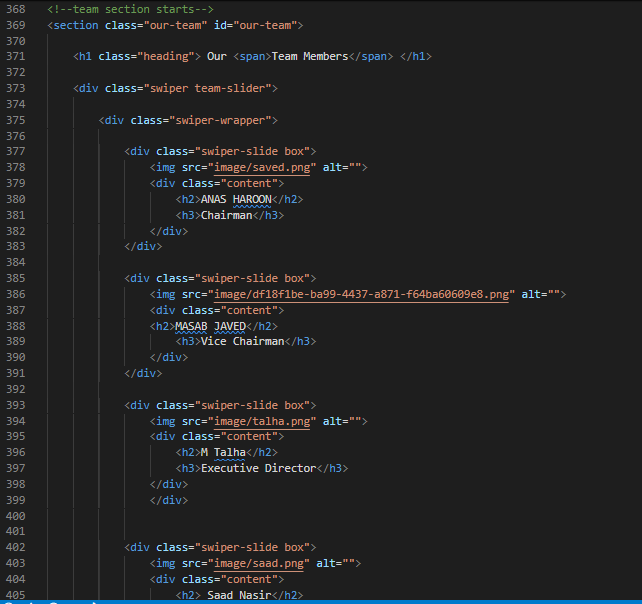 368 <!--team section starts-->
369 <section class="our-team" id="our-team">
370
371 <h1 class="heading"> Our <span>Team Members</span> </h1>
372
373 <div class="swiper team-slider">
374
375 <div class="swiper-wrapper">
376
377 <div class="swiper-slide box">
378 <img src="image/saved.png" alt="">
379 <div class="content">
380 <h2>ANAS HAROON</h2>
381 <h3>Chairman</h3>
382 </div>
383 </div>
384
385 <div class="swiper-slide box">
386 <img src="image/df18f1be-ba99-4437-a871-f64ba60609e8.png" alt="">
387 <div class="content">
388 <h2>MASAB JAVED</h2>
389 <h3>Vice Chairman</h3>
390 </div>
391 </div>
392
393 <div class="swiper-slide box">
394 <img src="image/talha.png" alt="">
395 <div class="content">
396 <h2>M Talha</h2>
397 <h3>Executive Director</h3>
398 </div>
399 </div>
400
401
402 <div class="swiper-slide box">
403 <img src="image/saad.png" alt="">
404 <div class="content">
405 <h2> Saad Nasir</h2>